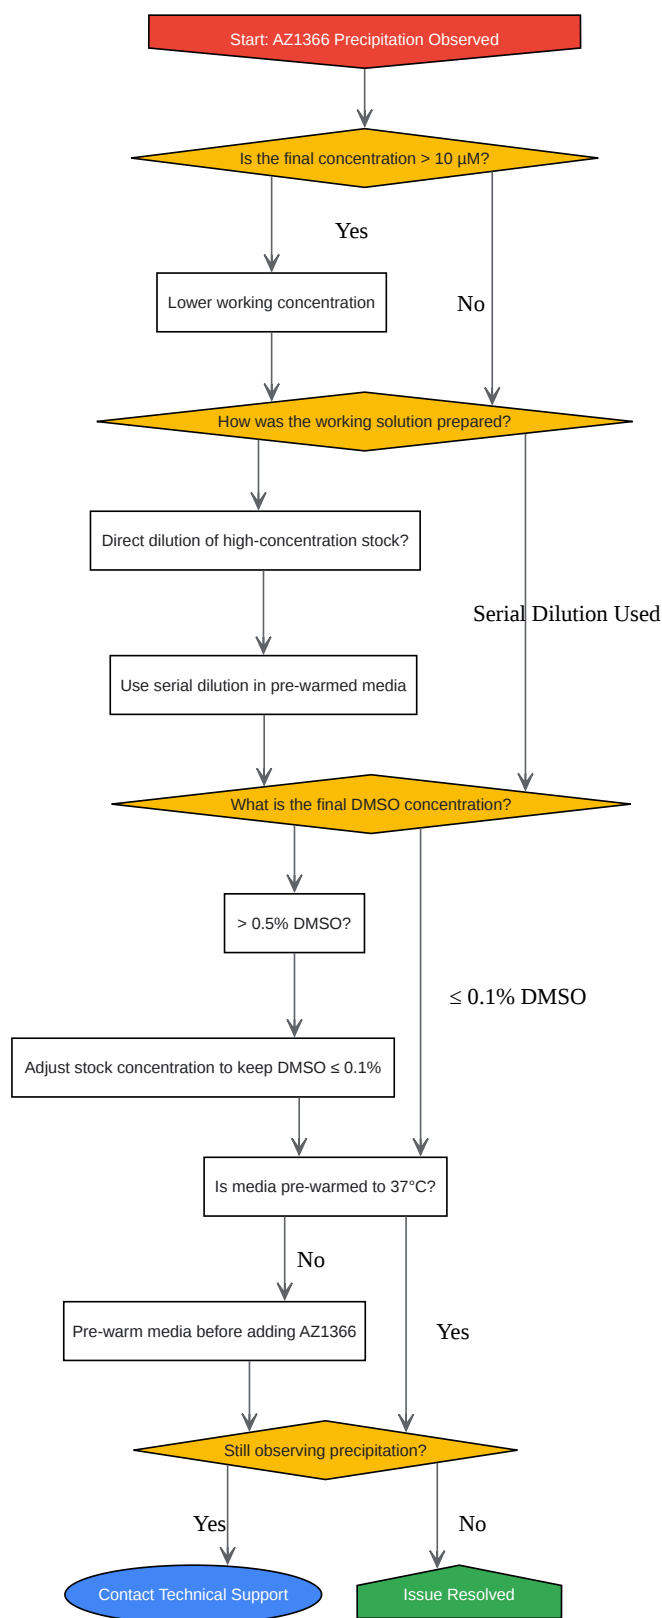 Start: AZ1366 Precipitation Observed
Is the final concentration > 10 µM?
Yes
Lower working concentration
No
How was the working solution prepared?
Direct dilution of high-concentration stock?
Serial Dilution Used
Use serial dilution in pre-warmed media
What is the final DMSO concentration?
> 0.5% DMSO?
≤ 0.1% DMSO
Adjust stock concentration to keep DMSO ≤ 0.1%
Is media pre-warmed to 37°C?
No
Pre-warm media before adding AZ1366
Yes
Still observing precipitation?
Yes
No
Contact Technical Support
Issue Resolved